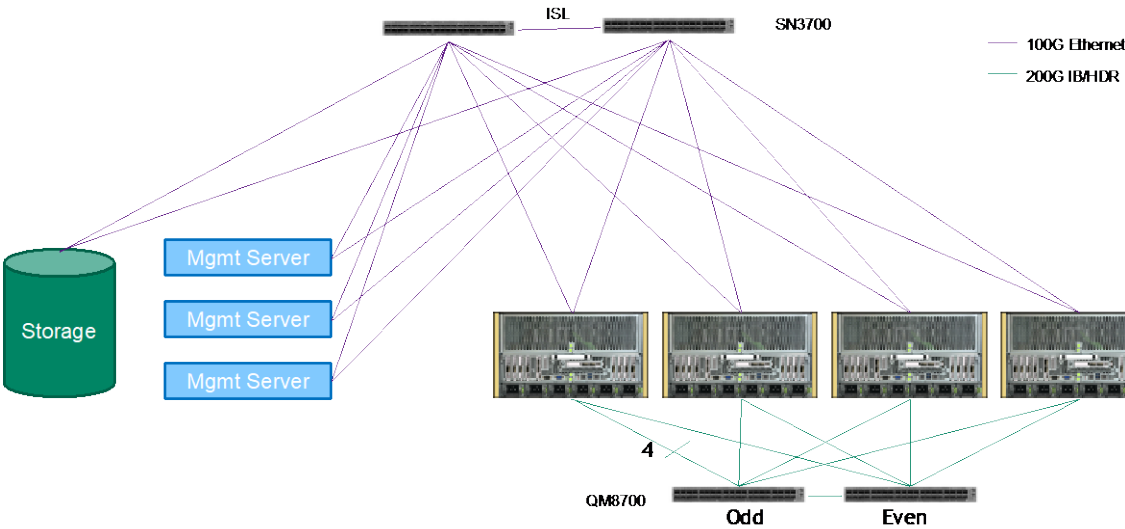 ISL
SN3700
100G Ethernet
200G IB/HDR
Mgmt Server
Mgmt Server
Storage
Mgmt Server
4
QM8700
Odd
Even